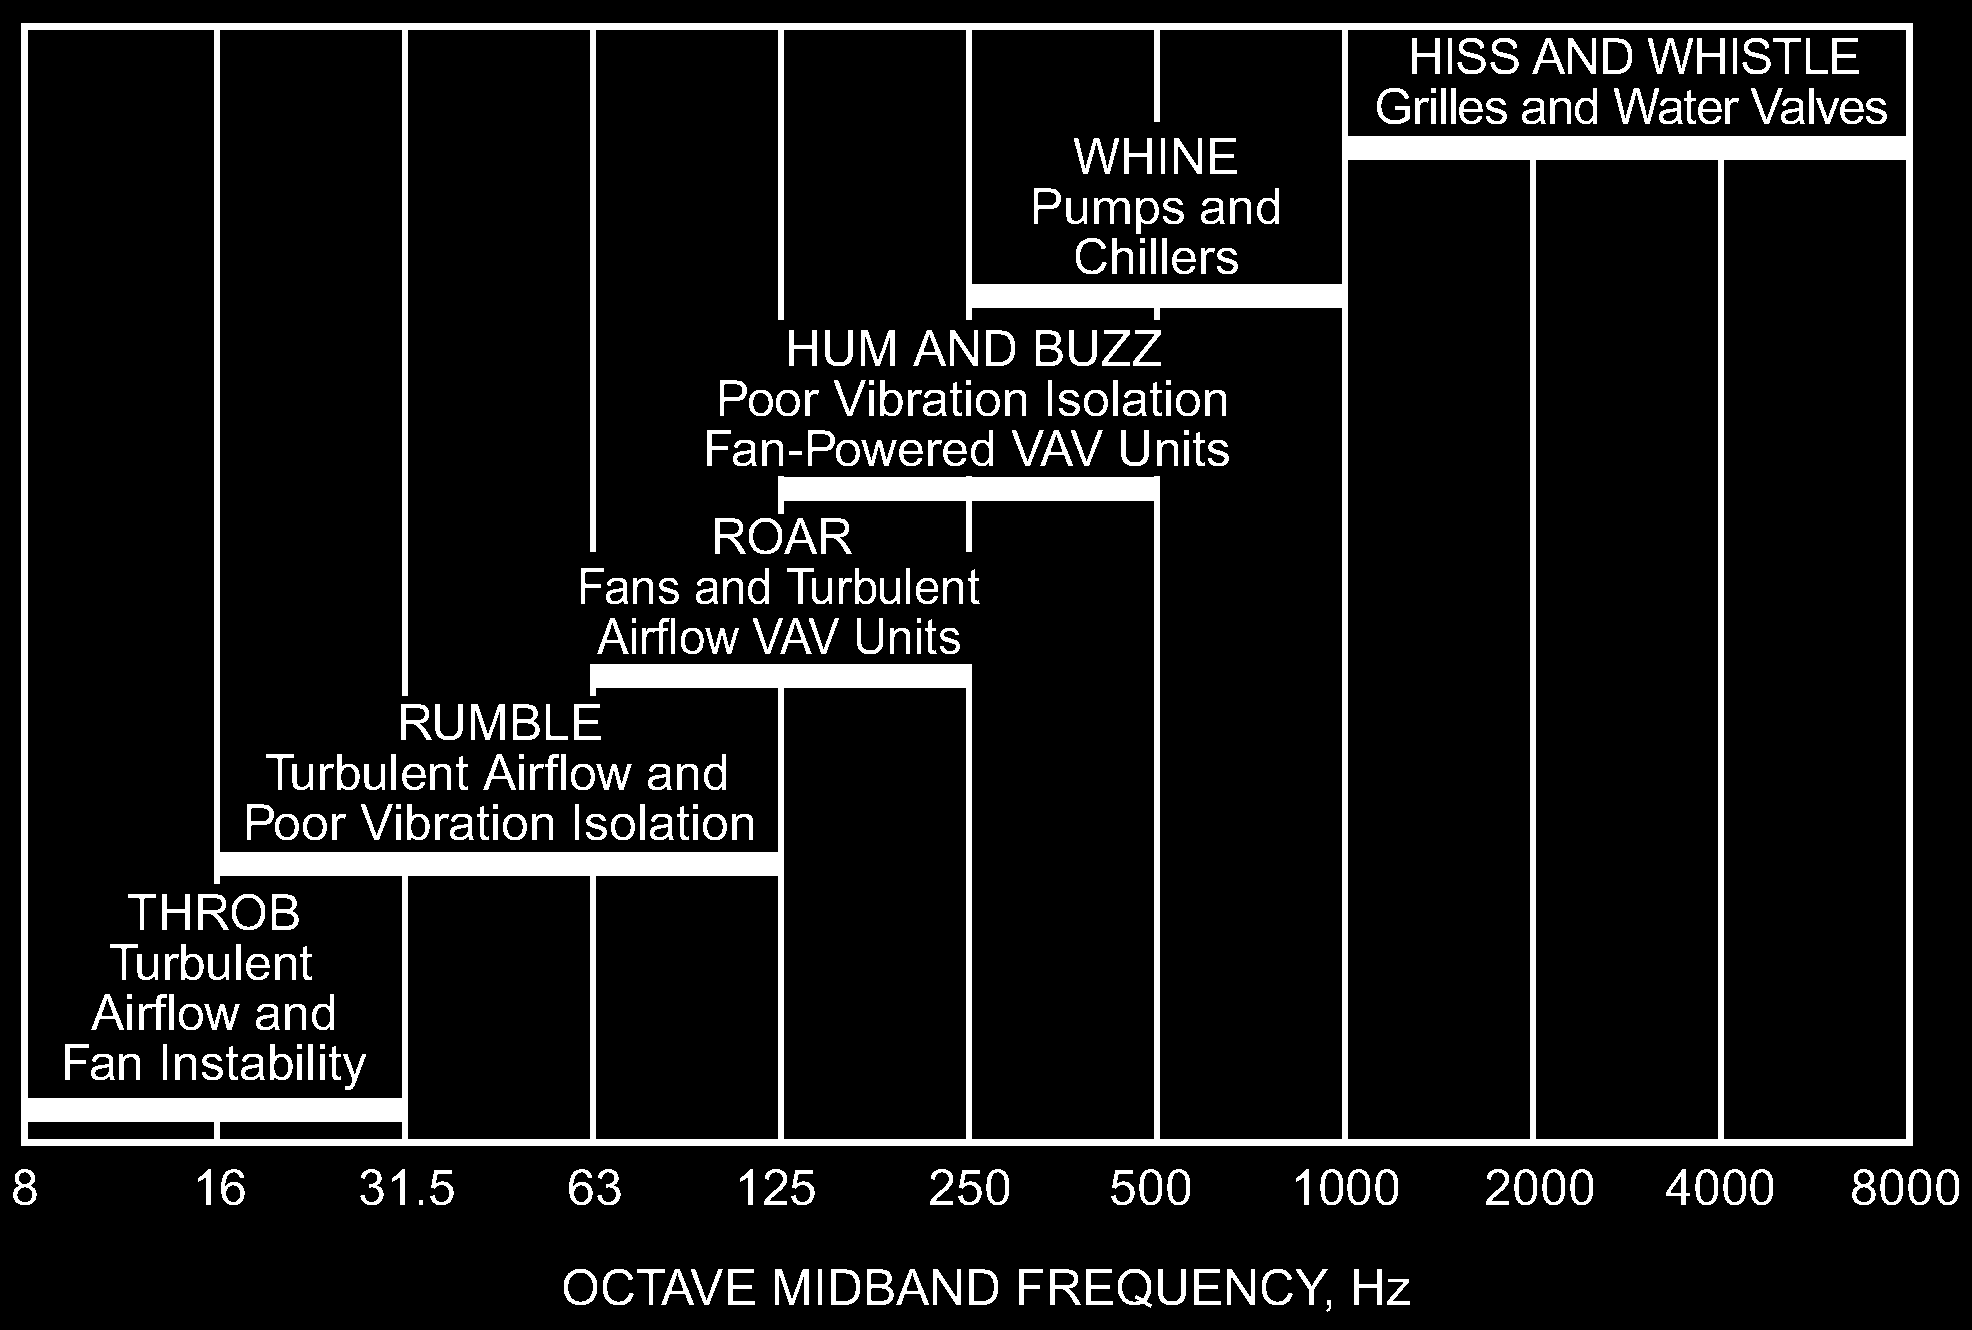 HISS AND WHISTLE
Grilles and Water Valves
WHINE
Pumps and
Chillers
HUM AND BUZZ
Poor Vibration Isolation
Fan-Powered VAV Units
ROAR
Fans and Turbulent
Airflow VAV Units
RUMBLE
Turbulent Airflow and
Poor Vibration Isolation
THROB
Turbulent
Airflow and
Fan Instability
8 16 31.5 63 125 250 500 1000 2000 4000 8000
OCTAVE MIDBAND FREQUENCY, Hz